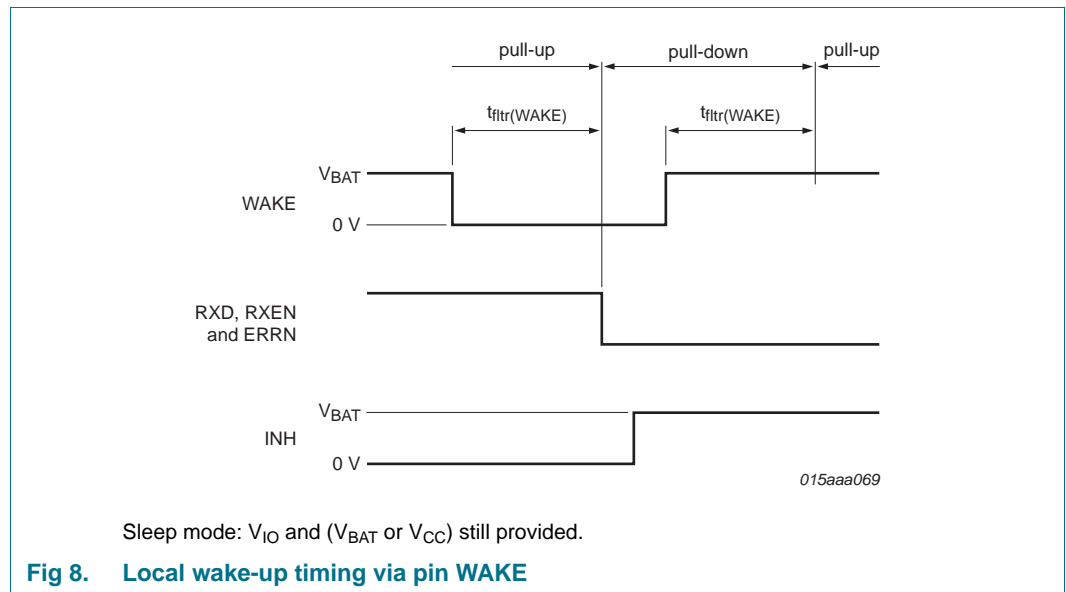 pull-up pull-down pull-up
tfltr(WAKE) tfltr(WAKE)
VBAT
WAKE
0 V
RXD, RXEN
and ERRN
VBAT
INH
0 V
015aaa069
Sleep mode: VIO and (VBAT or VCC) still provided.
Fig 8. Local wake-up timing via pin WAKE